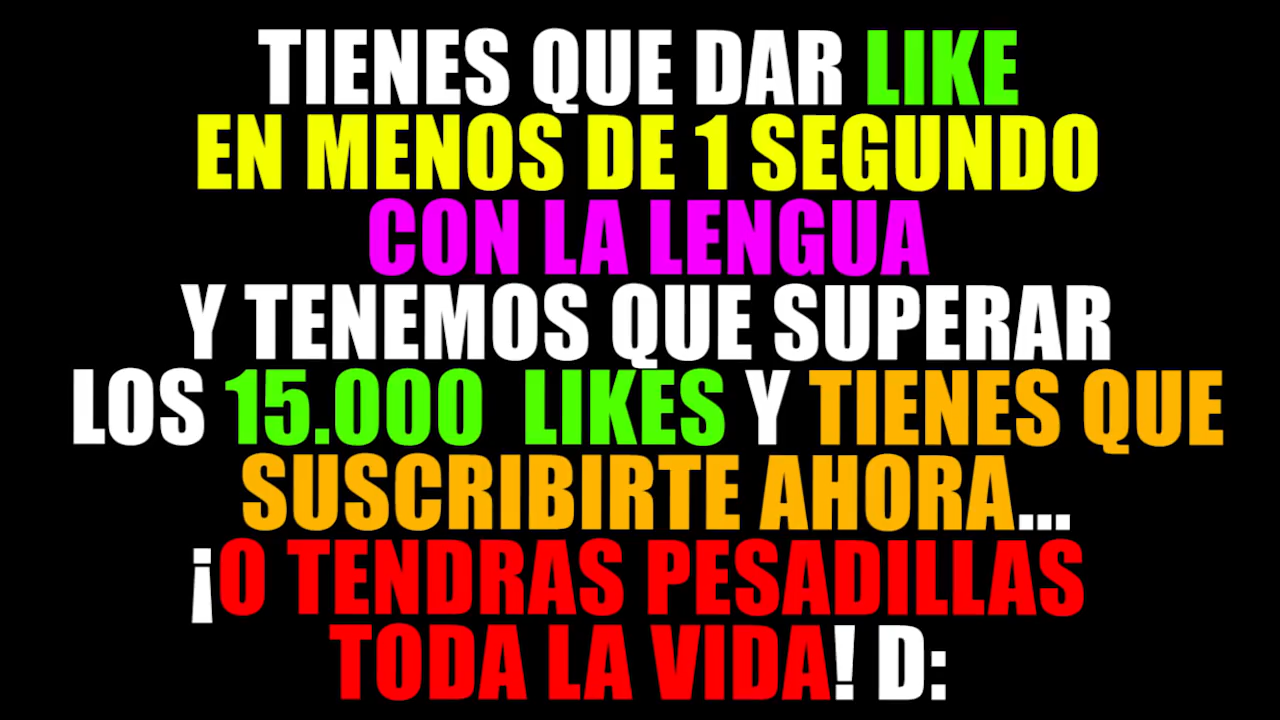 TIENES QUE DAR LIKE
EN MENOS DE 1 SEGUNDO
CON LA LENGUA
Y TENEMOS QUE SUPERAR
LOS 15.000 LIKES Y TIENES QUE
SUSCRIBIRTE AHORA...
¡O TENDRAS PESADILLAS
TODA LA VIDA! D: